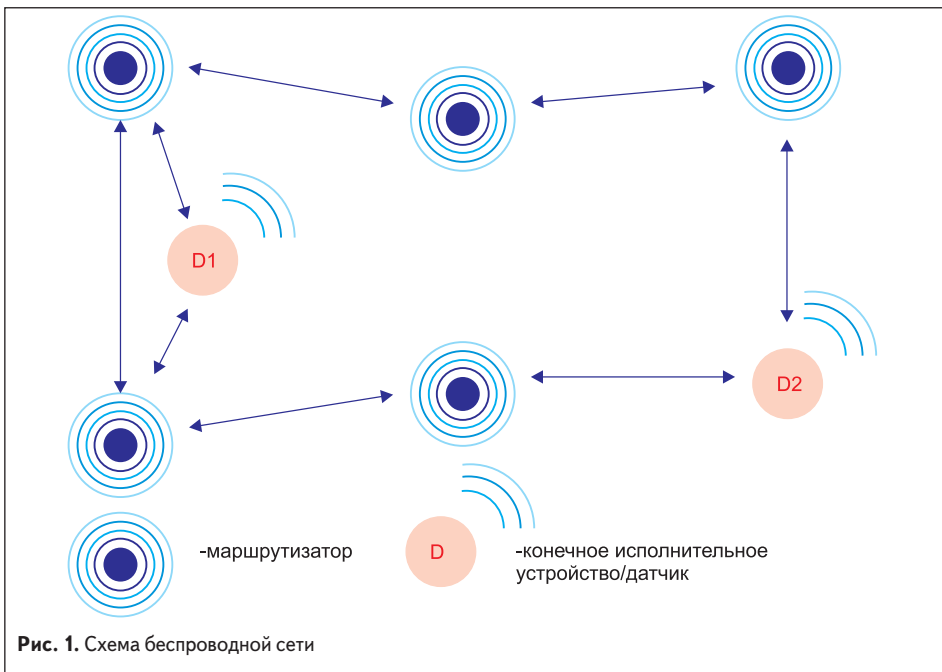 D1
D2
-маршрутизатор
D
-конечное исполнительное
устройство/датчик
Рис. 1. Схема беспроводной сети